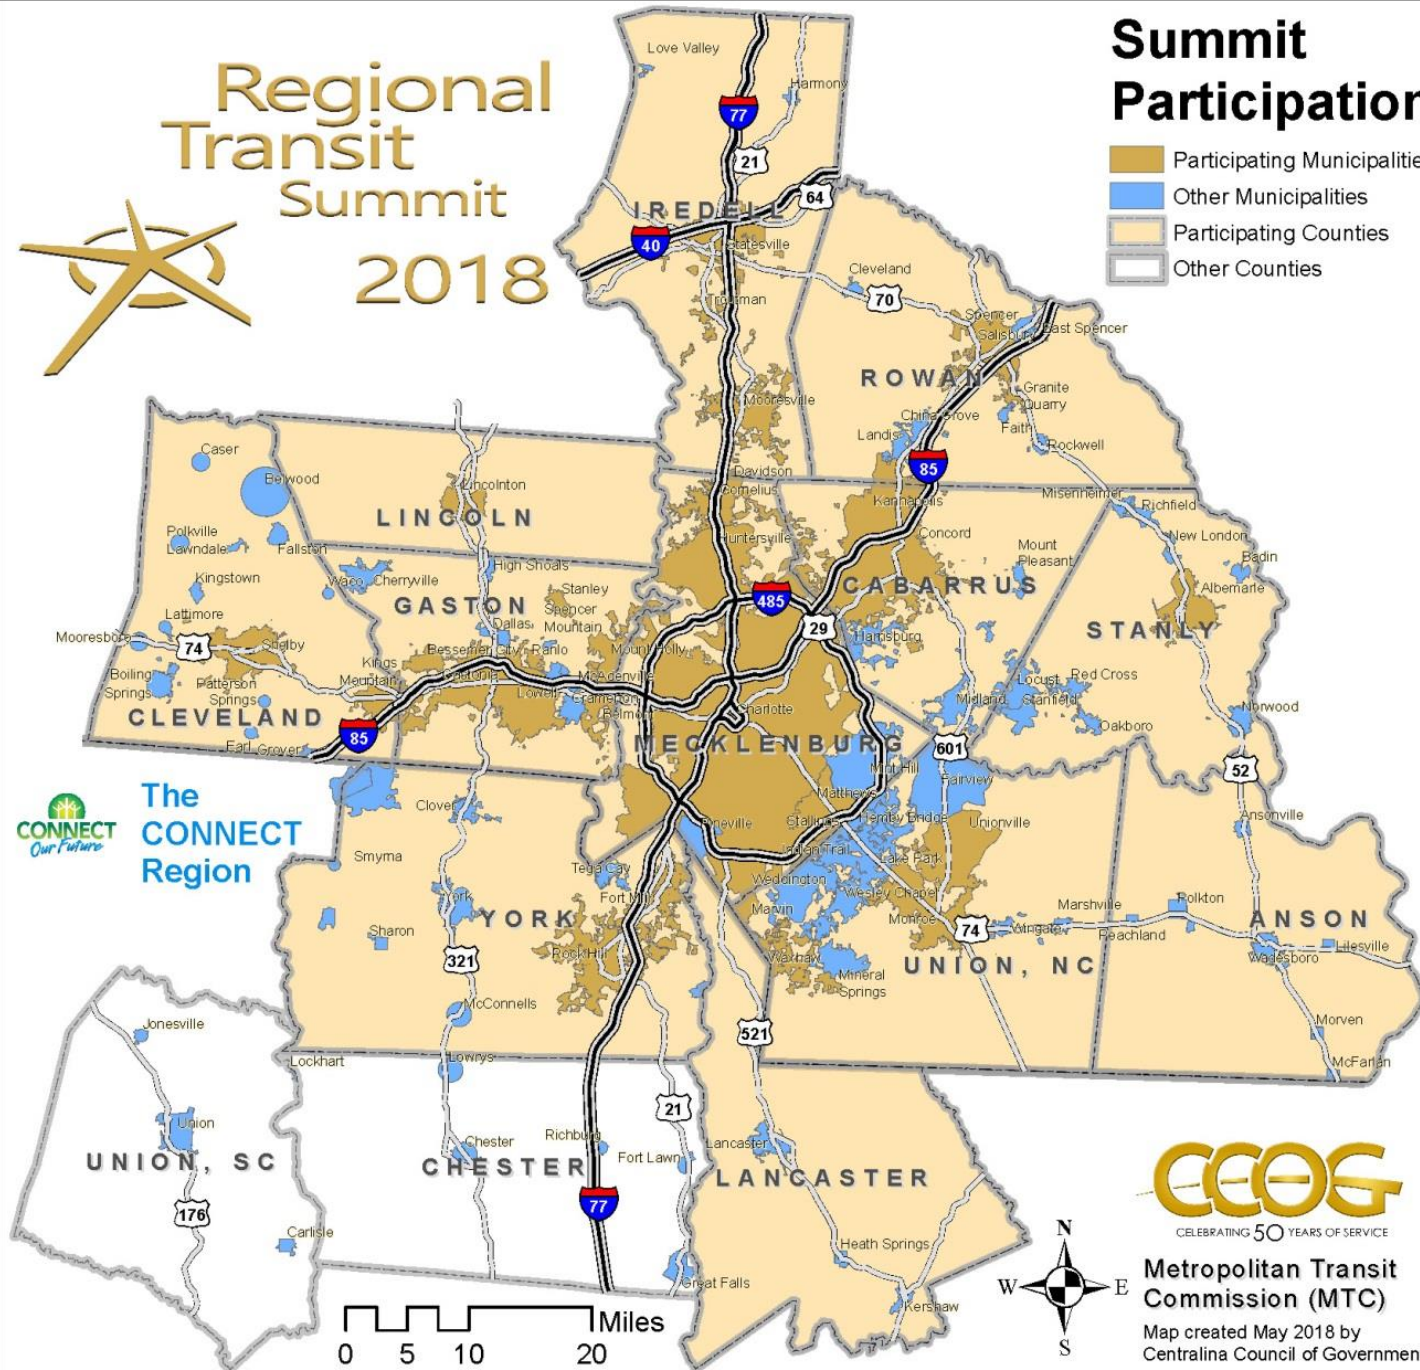 Regional
Transit
Summit
2018
Summit
Participation
Participating Municipalitie
Other Municipalities
Participating Counties
Other Counties
Love Valley
Harmony
77
21
64
IREDELL
40
Statesville
Troutman
Cleveland
70
Spencer
Salisbury
East Spencer
ROWAN
Granite
Quarry
Mooresville
China Grove
Faith
Landis
Rockwell
85
Caser
Belwood
Lincolnton
LINCOLN
Davidson
Cornelius
Kannapolis
Misenheimer
Richfield
Polkville
Lawndale
Fallston
Huntersville
Concord
New London
Mount
Pleasant
Badin
Kingstown
Waco
Cherryville
High Shoals
Stanley
CABARRUS
Albemarle
GASTON
Spencer
Mountain
485
Lattimore
Dallas
29
Harrisburg
STANLY
Mooresboro
74
Shelby
Bessemer City
Ranlo
Mount Holly
Kings
Mountain
Gastonia
McAdenville
Boiling
Springs
Patterson
Springs
Lowell
Cramerton
Belmont
Charlotte
Midland
Locust
Red Cross
Stanfield
Oakboro
Norwood
CLEVELAND
Earl
Grover
85
MECKLENBURG
601
Mint Hill
Fairview
52
CONNECT
Our Future
The
CONNECT
Region
Clover
Matthews
Pineville
Stallings
Hemby Bridge
Unionville
Ansonville
Smyrna
Indian Trail
Lake Park
Tega Cay
Weddington
Wesley Chapel
Fort Mill
Marvin
Monroe
York
YORK
74
Wingate
Marshville
Peachland
Polkton
ANSON
Sharon
321
Rock Hill
Waxhaw
Mineral
Springs
UNION, NC
Wadesboro
Lilesville
McConnells
521
Morven
McFarlan
Jonesville
Lockhart
Lowrys
21
Union
UNION, SC
Chester
CHESTER
Richburg
Fort Lawn
Lancaster
LANCASTER
77
176
Carlisle
Great Falls
Heath Springs
Kershaw
Miles
0 5 10 20
N
W E
S
CCOG
CELEBRATING 50 YEARS OF SERVICE
Metropolitan Transit
Commission (MTC)
Map created May 2018 by
Centralina Council of Governmen